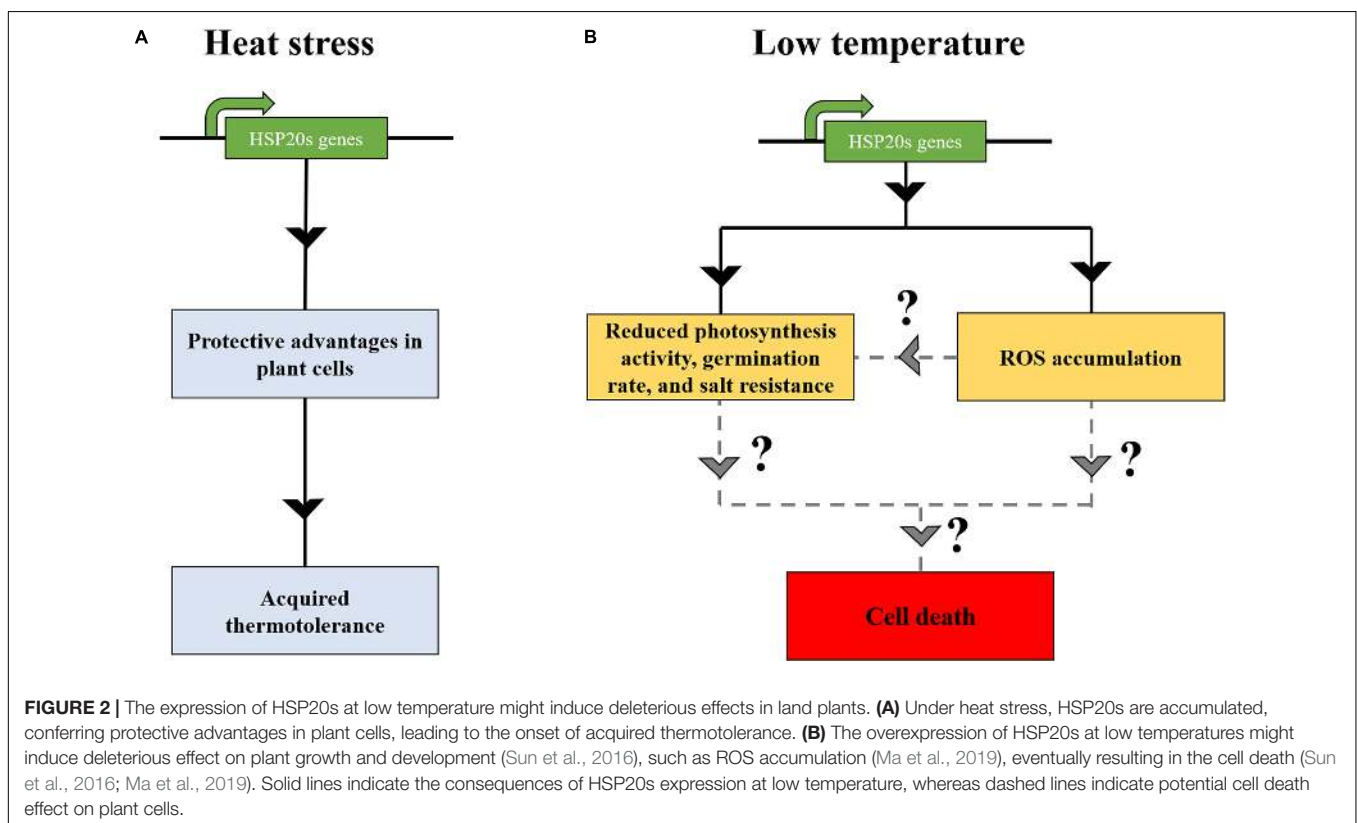 A
Heat stress
HSP20s genes
Protective advantages in
plant cells
Acquired
thermotolerance
B
Low temperature
HSP20s genes
Reduced photosynthesis
activity, germination
rate, and salt resistance
?
ROS accumulation
?
?
?
Cell death
FIGURE 2 | The expression of HSP20s at low temperature might induce deleterious effects in land plants. (A) Under heat stress, HSP20s are accumulated,
conferring protective advantages in plant cells, leading to the onset of acquired thermotolerance. (B) The overexpression of HSP20s at low temperatures might
induce deleterious effect on plant growth and development (Sun et al., 2016), such as ROS accumulation (Ma et al., 2019), eventually resulting in the cell death (Sun
et al., 2016; Ma et al., 2019). Solid lines indicate the consequences of HSP20s expression at low temperature, whereas dashed lines indicate potential cell death
effect on plant cells.